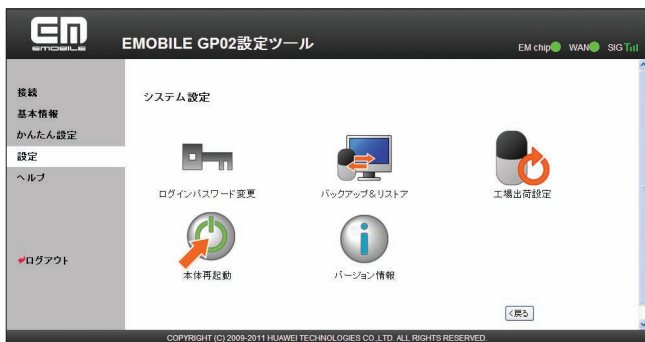 EM
EMOBILE
EMOBILE GP02設定ツール
EM chip WAN SIG
接続
基本情報
かんたん設定
設定
ヘルプ
ログアウト
システム設定
ログインパスワード変更
バックアップ&リストア
工場出荷設定
本体再起動
バージョン情報
<戻る
COPYRIGHT (C) 2009-2011 HUAWEI TECHNOLOGIES CO.,LTD. ALL RIGHTS RESERVED.